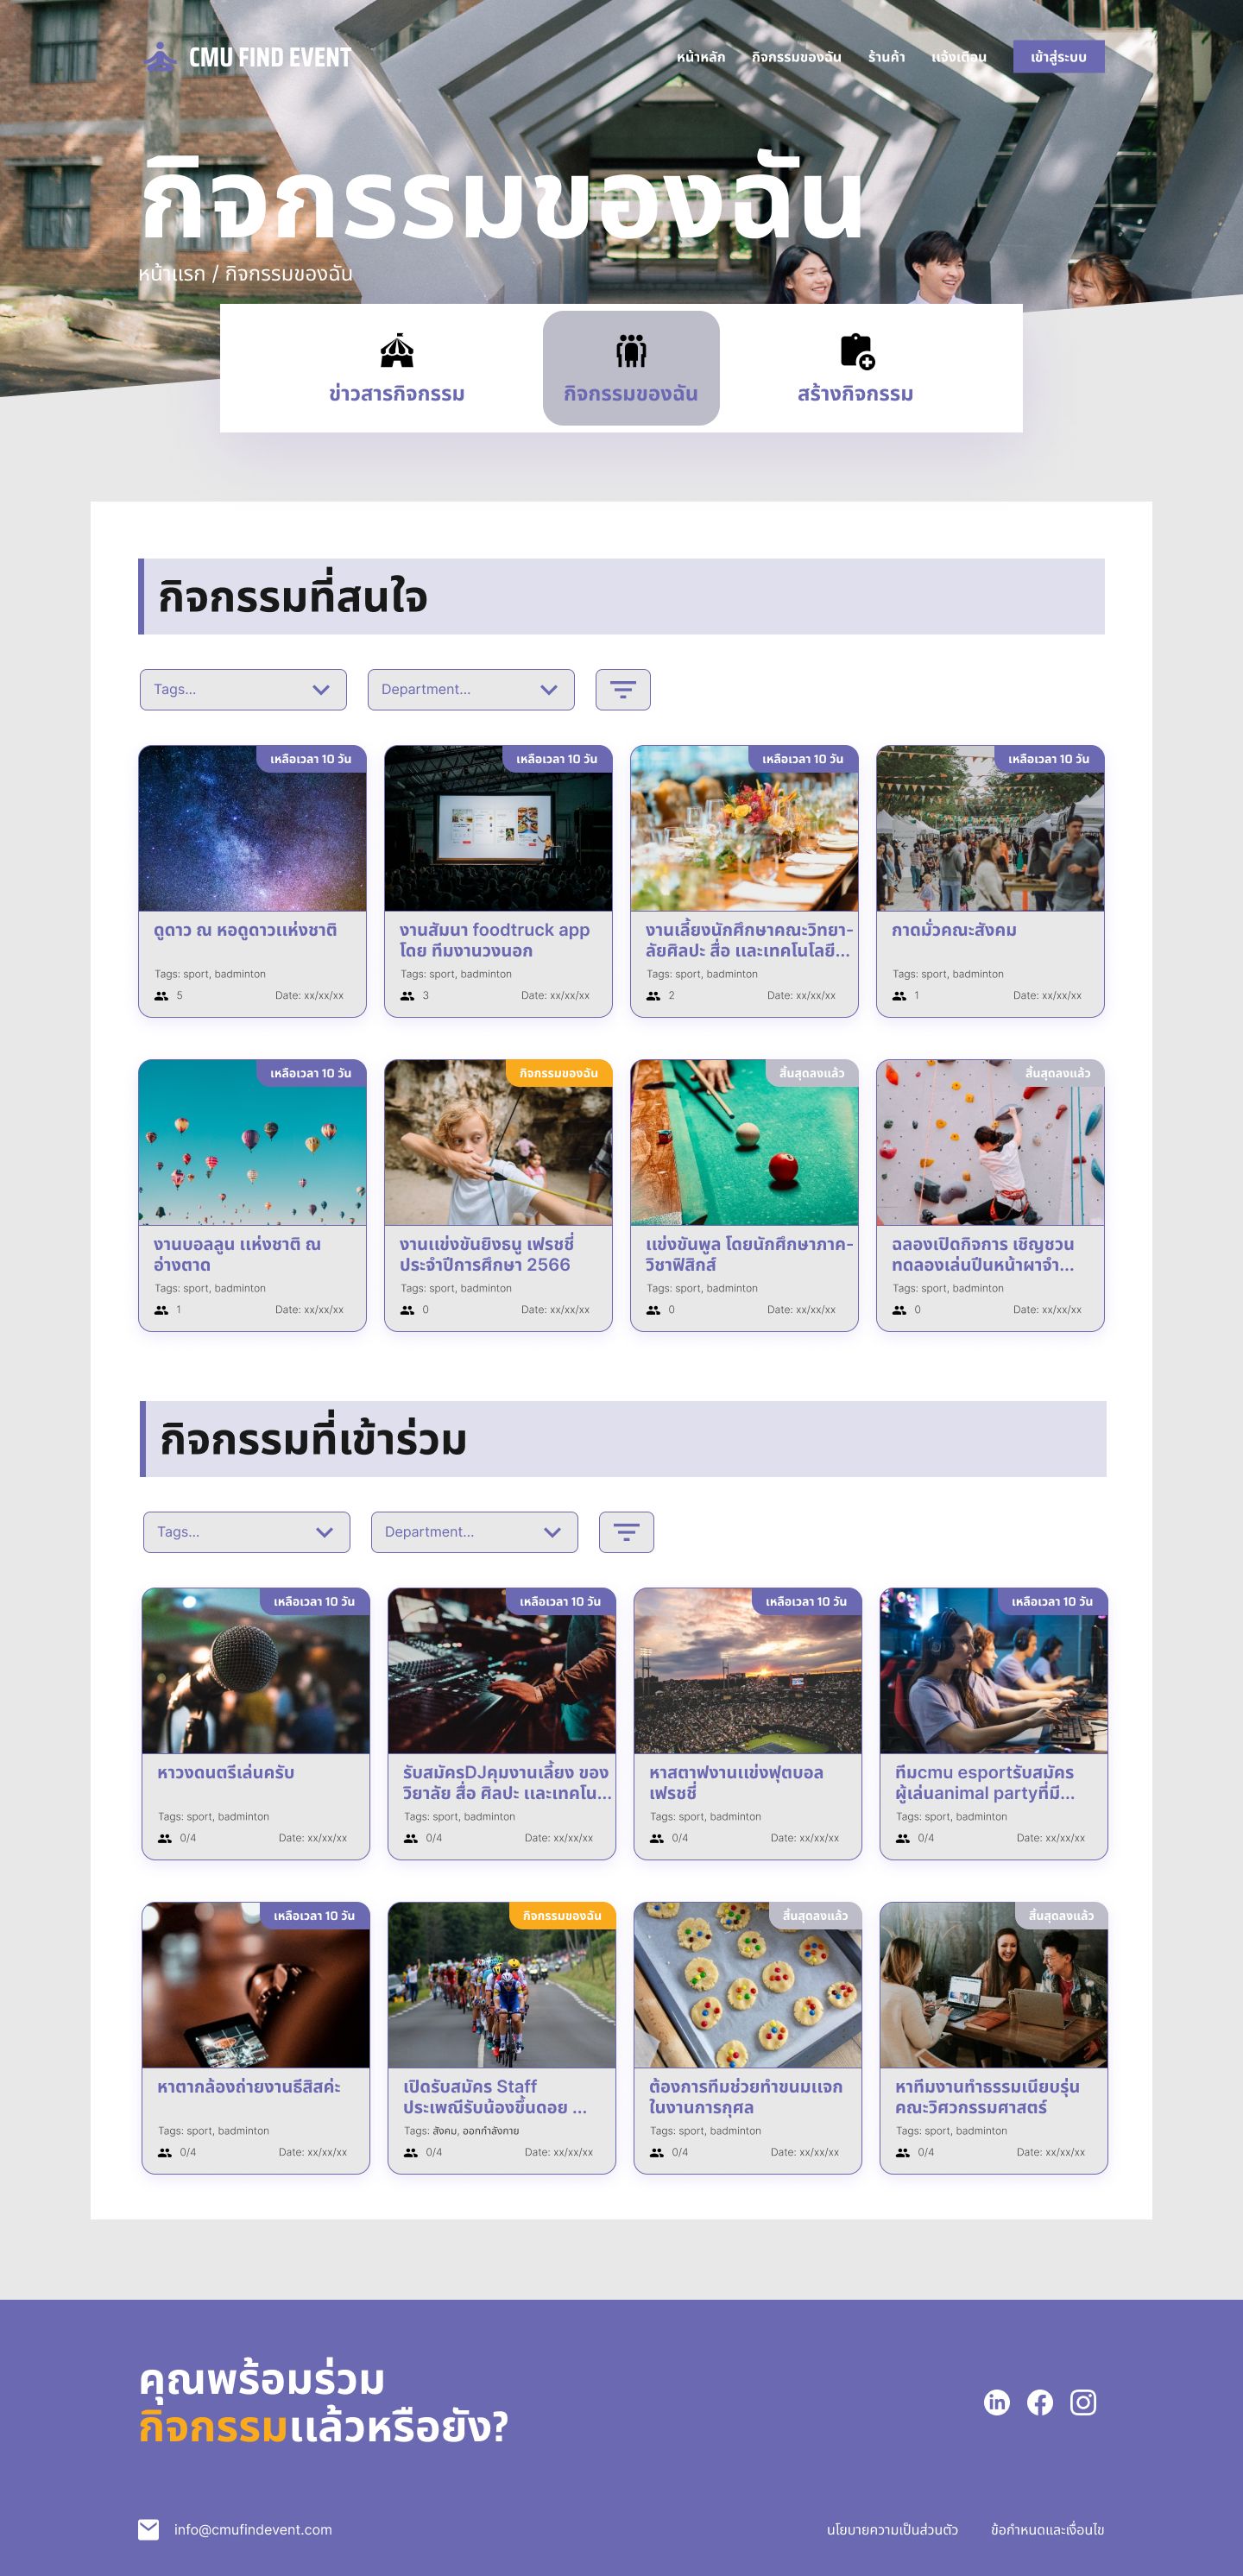 CMU FIND EVENT
หน้าหลัก กิจกรรมของฉัน ร้านค้า แจ้งเตือน เข้าสู่ระบบ
กิจกรรมของฉัน
หน้าแรก / กิจกรรมของฉัน
ข่าวสารกิจกรรม กิจกรรมของฉัน สร้างกิจกรรม
กิจกรรมที่สนใจ
Tags... Department...
เหลือเวลา 10 วัน เหลือเวลา 10 วัน เหลือเวลา 10 วัน เหลือเวลา 10 วัน
ดูดาว ณ หอดูดาวแห่งชาติ
Tags: sport, badminton
5 Date: xx/xx/xx
งานสัมนา foodtruck app
โดย ทีมงานวงนอก
Tags: sport, badminton
3 Date: xx/xx/xx
งานเลี้ยงนักศึกษาคณะวิทยา-
ลัยศิลปะ สื่อ และเทคโนโลยี...
Tags: sport, badminton
2 Date: xx/xx/xx
กาดมั่วคณะสังคม
Tags: sport, badminton
1 Date: xx/xx/xx
เหลือเวลา 10 วัน กิจกรรมของฉัน สิ้นสุดลงแล้ว สิ้นสุดลงแล้ว
งานบอลลูน แห่งชาติ ณ
อ่างตาด
Tags: sport, badminton
1 Date: xx/xx/xx
งานแข่งขันยิงธนู เฟรชชี่
ประจำปีการศึกษา 2566
Tags: sport, badminton
0 Date: xx/xx/xx
แข่งขันพูล โดยนักศึกษาภาค-
วิชาฟิสิกส์
Tags: sport, badminton
0 Date: xx/xx/xx
ฉลองเปิดกิจการ เชิญชวน
ทดลองเล่นปีนหน้าผาจำ...
Tags: sport, badminton
0 Date: xx/xx/xx
กิจกรรมที่เข้าร่วม
Tags... Department...
เหลือเวลา 10 วัน เหลือเวลา 10 วัน เหลือเวลา 10 วัน เหลือเวลา 10 วัน
หาวงดนตรีเล่นครับ
Tags: sport, badminton
0/4 Date: xx/xx/xx
รับสมัครDJคุมงานเลี้ยง ของ
วิยาลัย สื่อ ศิลปะ และเทคโน...
Tags: sport, badminton
0/4 Date: xx/xx/xx
หาสตาฟงานแข่งฟุตบอล
เฟรชชี่
Tags: sport, badminton
0/4 Date: xx/xx/xx
ทีมcmu esportรับสมัคร
ผู้เล่นanimal partyที่มี...
Tags: sport, badminton
0/4 Date: xx/xx/xx
เหลือเวลา 10 วัน กิจกรรมของฉัน สิ้นสุดลงแล้ว สิ้นสุดลงแล้ว
หาตากล้องถ่ายงานธีสิสค่ะ
Tags: sport, badminton
0/4 Date: xx/xx/xx
เปิดรับสมัคร Staff
ประเพณีรับน้องขึ้นดอย ...
Tags: สังคม, ออกกำลังกาย
0/4 Date: xx/xx/xx
ต้องการทีมช่วยทำขนมแจก
ในงานการกุศล
Tags: sport, badminton
0/4 Date: xx/xx/xx
หาทีมงานทำธรรมเนียบรุ่น
คณะวิศวกรรมศาสตร์
Tags: sport, badminton
0/4 Date: xx/xx/xx
คุณพร้อมร่วม
กิจกรรมแล้วหรือยัง?
info@cmufindevent.com
นโยบายความเป็นส่วนตัว ข้อกำหนดและเงื่อนไข